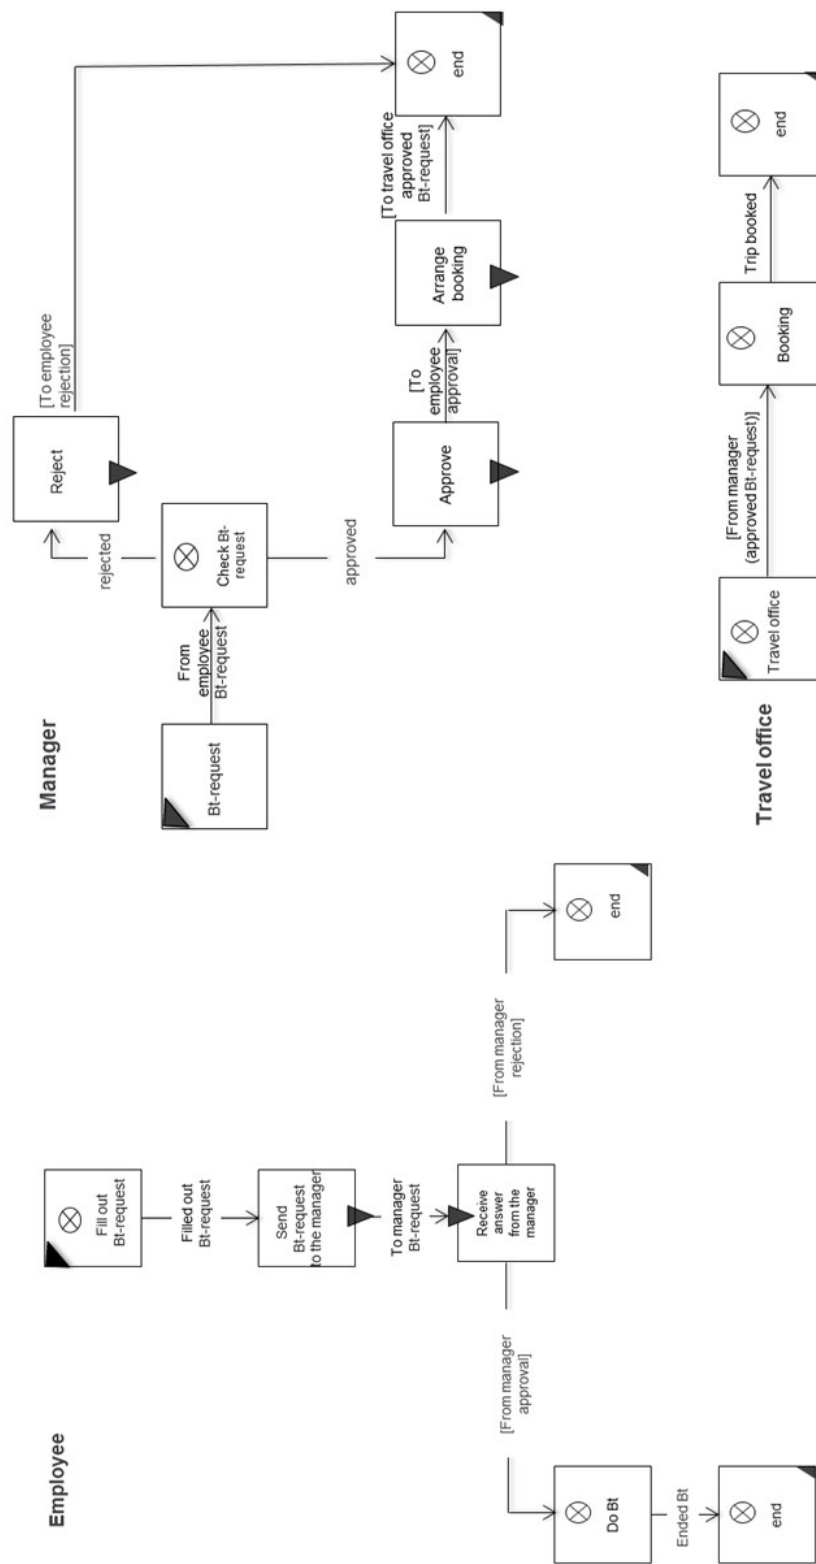 Employee
Fill out
Bt-request
Filled out
Bt-request
Send
Bt-request
to the manager
To manager
Bt-request
Receive
answer
from the
manager
[From manager
approval]
Do Bt
Ended Bt
end
[From manager
rejection]
end
Manager
Bt-request
From
employee
Bt-request
Check Bt-
request
rejected
Reject
[To employee
rejection]
approved
Approve
[To
employee
approval]
Arrange
booking
[To travel office
approved
Bt-request]
end
Travel office
Travel office
[From manager
(approved Bt-request)]
Booking
Trip booked
end